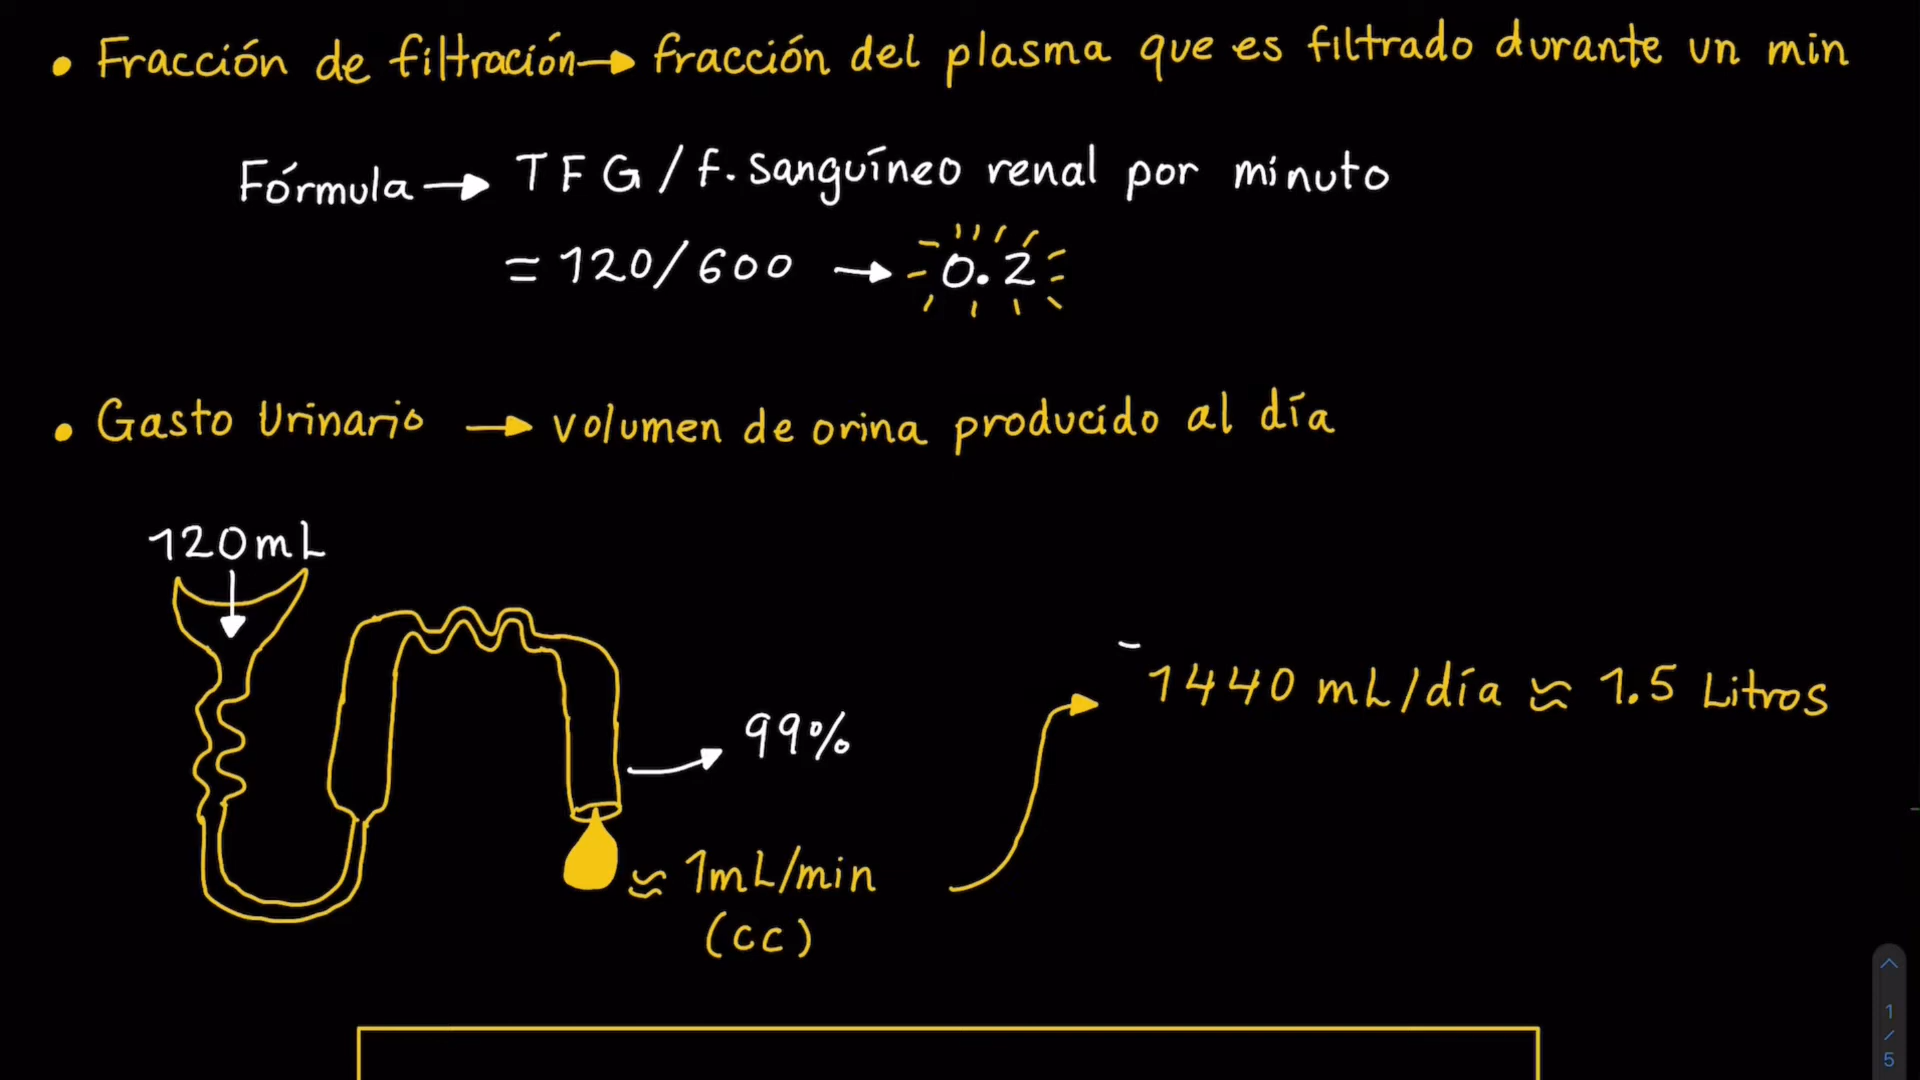 • Fracción de filtración → fracción del plasma que es filtrado durante un min
Fórmula → TFG / f. sanguíneo renal por minuto
= 120/600 → 0.2
• Gasto Urinario → volumen de orina producido al día
120mL
99%
1440 mL/día ≈ 1.5 Litros
≈ 1mL/min
(cc)
1
/
5